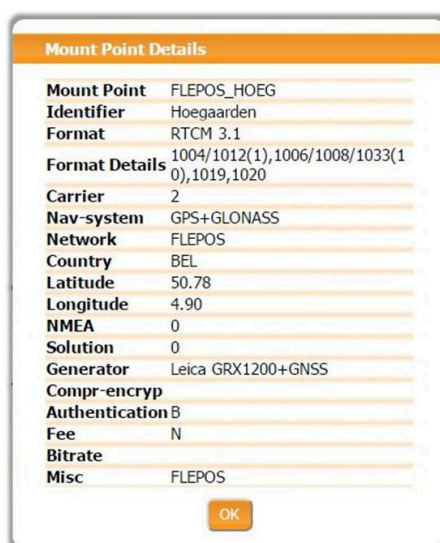 Mount Point Details
Mount Point FLEPOS_HOEG
Identifier Hoegaarden
Format RTCM 3.1
Format Details 1004/1012(1),1006/1008/1033(1
0),1019,1020
Carrier 2
Nav-system GPS+GLONASS
Network FLEPOS
Country BEL
Latitude 50.78
Longitude 4.90
NMEA 0
Solution 0
Generator Leica GRX1200+GNSS
Compr-encryp
Authentication B
Fee N
Bitrate
Misc FLEPOS
OK